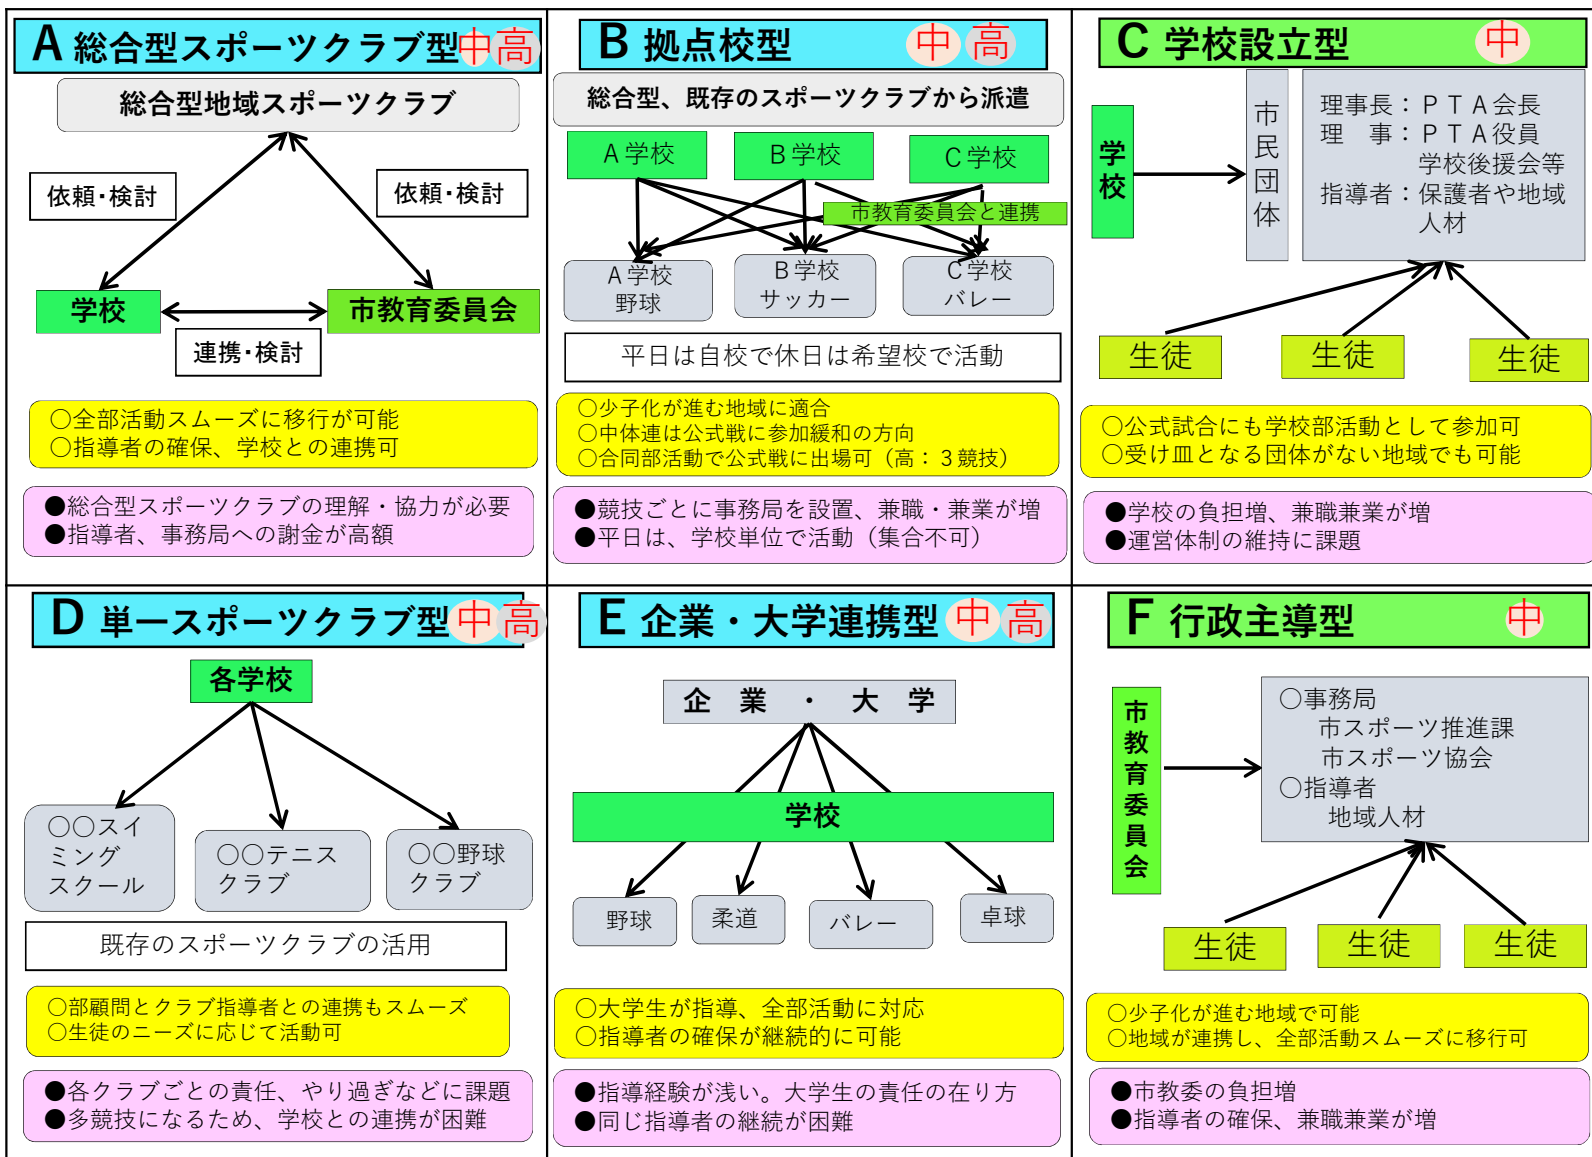 A 総合型スポーツクラブ型 中 高
総合型地域スポーツクラブ
依頼・検討
依頼・検討
学校
市教育委員会
連携・検討
○全部活動スムーズに移行が可能
○指導者の確保、学校との連携可
●総合型スポーツクラブの理解・協力が必要
●指導者、事務局への謝金が高額
B 拠点校型 中 高
総合型、既存のスポーツクラブから派遣
A学校
B学校
C学校
市教育委員会と連携
A学校
野球
B学校
サッカー
C学校
バレー
平日は自校で休日は希望校で活動
○少子化が進む地域に適合
○中体連は公式戦に参加緩和の方向
○合同部活動で公式戦に出場可（高：３競技）
●競技ごとに事務局を設置、兼職・兼業が増
●平日は、学校単位で活動（集合不可）
C 学校設立型 中
学校
市民団体
理事長：ＰＴＡ会長
理　事：ＰＴＡ役員
学校後援会等
指導者：保護者や地域
人材
生徒
生徒
生徒
○公式試合にも学校部活動として参加可
○受け皿となる団体がない地域でも可能
●学校の負担増、兼職兼業が増
●運営体制の維持に課題
D 単一スポーツクラブ型 中 高
各学校
○○スイ
ミング
スクール
○○テニス
クラブ
○○野球
クラブ
既存のスポーツクラブの活用
○部顧問とクラブ指導者との連携もスムーズ
○生徒のニーズに応じて活動可
●各クラブごとの責任、やり過ぎなどに課題
●多競技になるため、学校との連携が困難
E 企業・大学連携型 中 高
企　業　・　大　学
学校
野球
柔道
バレー
卓球
○大学生が指導、全部活動に対応
○指導者の確保が継続的に可能
●指導経験が浅い。大学生の責任の在り方
●同じ指導者の継続が困難
F 行政主導型 中
市教育委員会
○事務局
市スポーツ推進課
市スポーツ協会
○指導者
地域人材
生徒
生徒
生徒
○少子化が進む地域で可能
○地域が連携し、全部活動スムーズに移行可
●市教委の負担増
●指導者の確保、兼職兼業が増